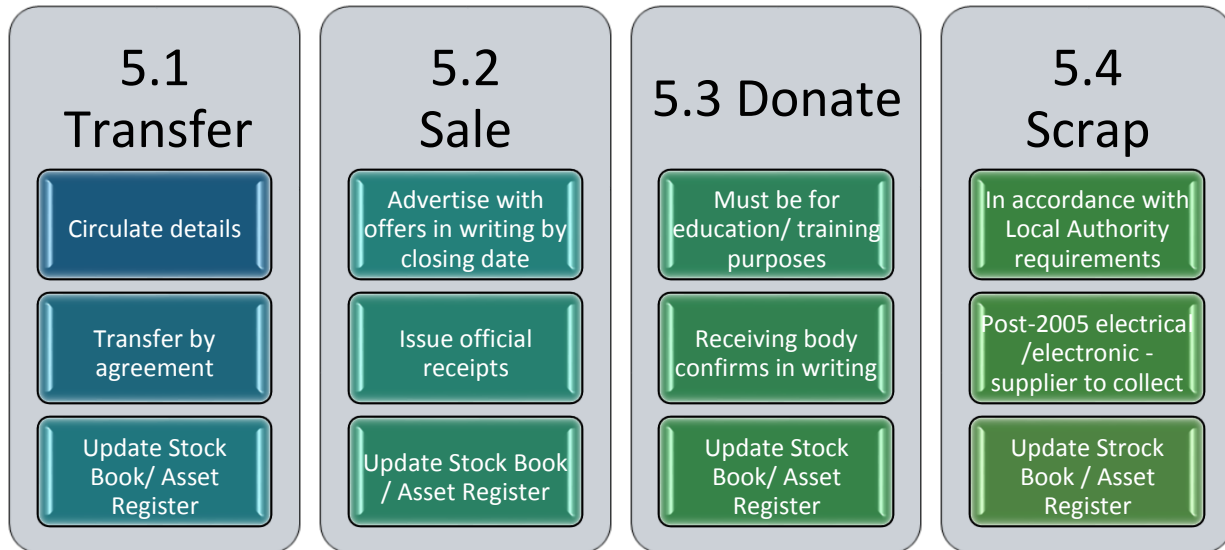 5.1
Transfer
Circulate details
Transfer by
agreement
Update Stock
Book/ Asset
Register
5.2
Sale
Advertise with
offers in writing by
closing date
Issue official
receipts
Update Stock Book
/ Asset Register
5.3 Donate
Must be for
education/ training
purposes
Receiving body
confirms in writing
Update Stock
Book/ Asset
Register
5.4
Scrap
In accordance with
Local Authority
requirements
Post-2005 electrical
/electronic -
supplier to collect
Update Strock
Book / Asset
Register